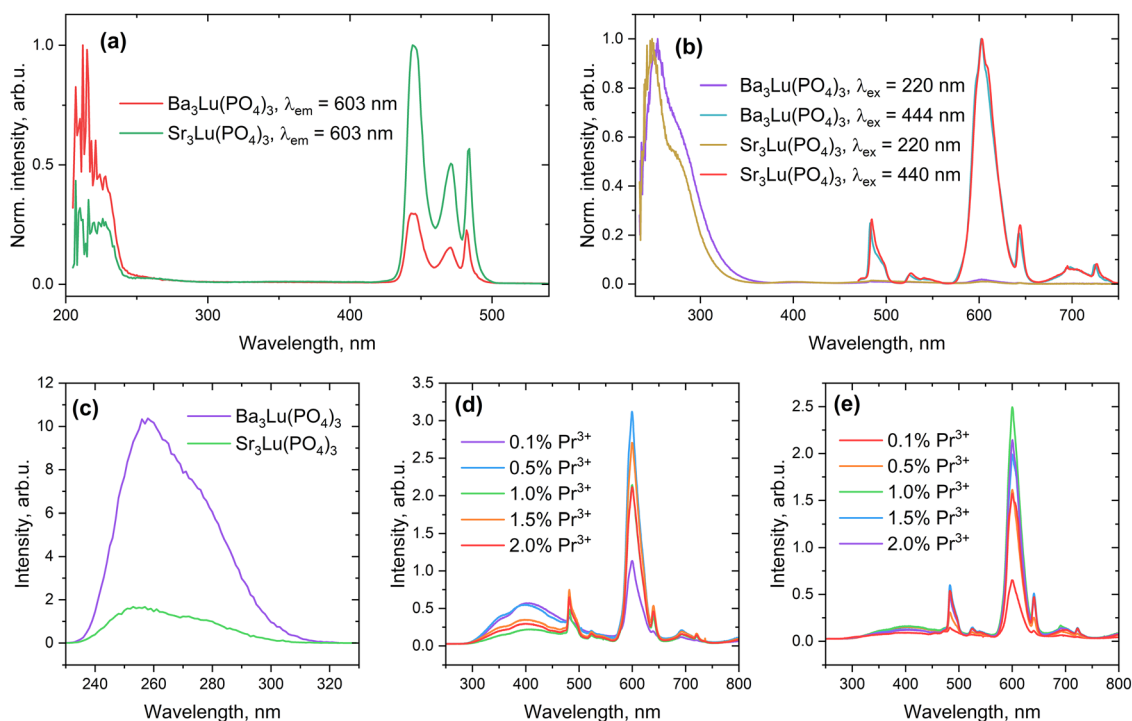 (a)
Ba₃Lu(PO₄)₃, λem = 603 nm
Sr₃Lu(PO₄)₃, λem = 603 nm
Norm. intensity, arb.u.
1.0
0.5
0.0
200 300 400 500
Wavelength, nm
(b)
Ba₃Lu(PO₄)₃, λex = 220 nm
Ba₃Lu(PO₄)₃, λex = 444 nm
Sr₃Lu(PO₄)₃, λex = 220 nm
Sr₃Lu(PO₄)₃, λex = 440 nm
Norm. intensity, arb.u.
1.0
0.5
0.0
300 400 500 600 700
Wavelength, nm
(c)
Ba₃Lu(PO₄)₃
Sr₃Lu(PO₄)₃
Intensity, arb.u.
12
10
8
6
4
2
0
240 260 280 300 320
Wavelength, nm
(d)
0.1% Pr³⁺
0.5% Pr³⁺
1.0% Pr³⁺
1.5% Pr³⁺
2.0% Pr³⁺
Intensity, arb.u.
3.5
3.0
2.5
2.0
1.5
1.0
0.5
0.0
300 400 500 600 700 800
Wavelength, nm
(e)
0.1% Pr³⁺
0.5% Pr³⁺
1.0% Pr³⁺
1.5% Pr³⁺
2.0% Pr³⁺
Intensity, arb.u.
2.5
2.0
1.5
1.0
0.5
0.0
300 400 500 600 700 800
Wavelength, nm